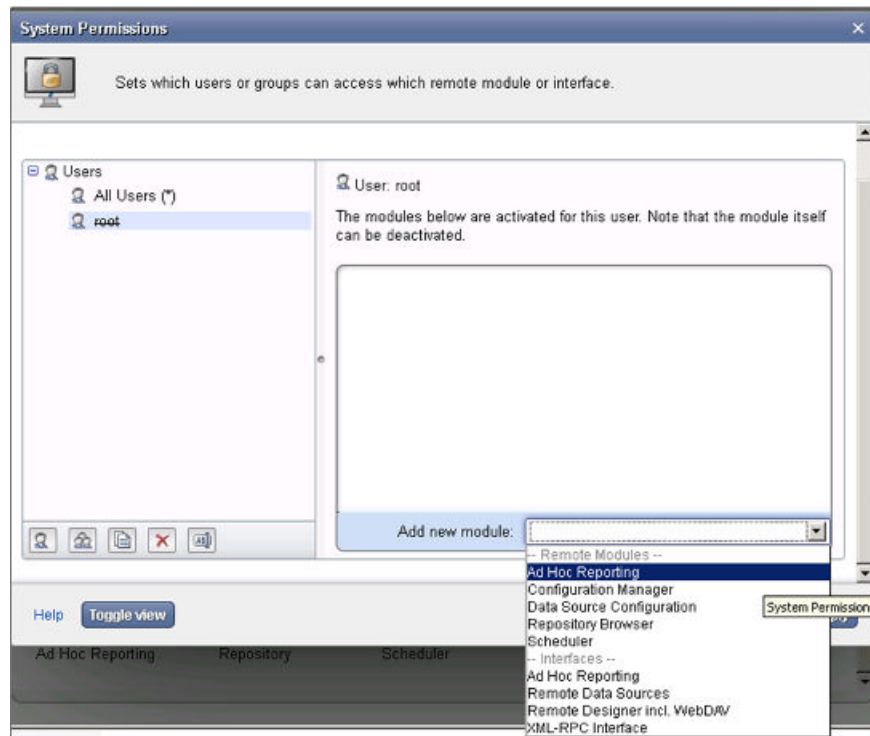 System Permissions
Sets which users or groups can access which remote module or interface.
Users
All Users (*)
root
User: root
The modules below are activated for this user. Note that the module itself
can be deactivated.
Add new module:
-- Remote Modules --
Ad Hoc Reporting
Configuration Manager
Data Source Configuration
Repository Browser
Scheduler
-- Interfaces --
Ad Hoc Reporting
Remote Data Sources
Remote Designer incl. WebDAV
XML-RPC Interface
System Permission
Help
Toggle view
Ad Hoc Reporting
Repository
Scheduler